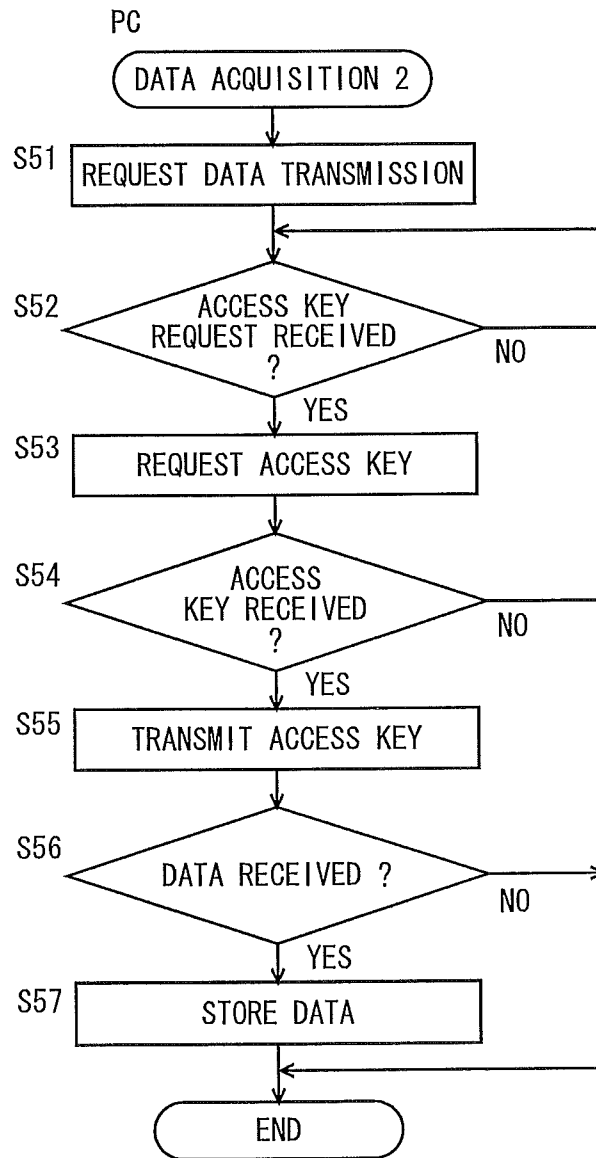 PC
DATA ACQUISITION 2
S51
REQUEST DATA TRANSMISSION
S52
ACCESS KEY
REQUEST RECEIVED
?
NO
YES
S53
REQUEST ACCESS KEY
S54
ACCESS
KEY RECEIVED
?
NO
YES
S55
TRANSMIT ACCESS KEY
S56
DATA RECEIVED ?
NO
YES
S57
STORE DATA
END